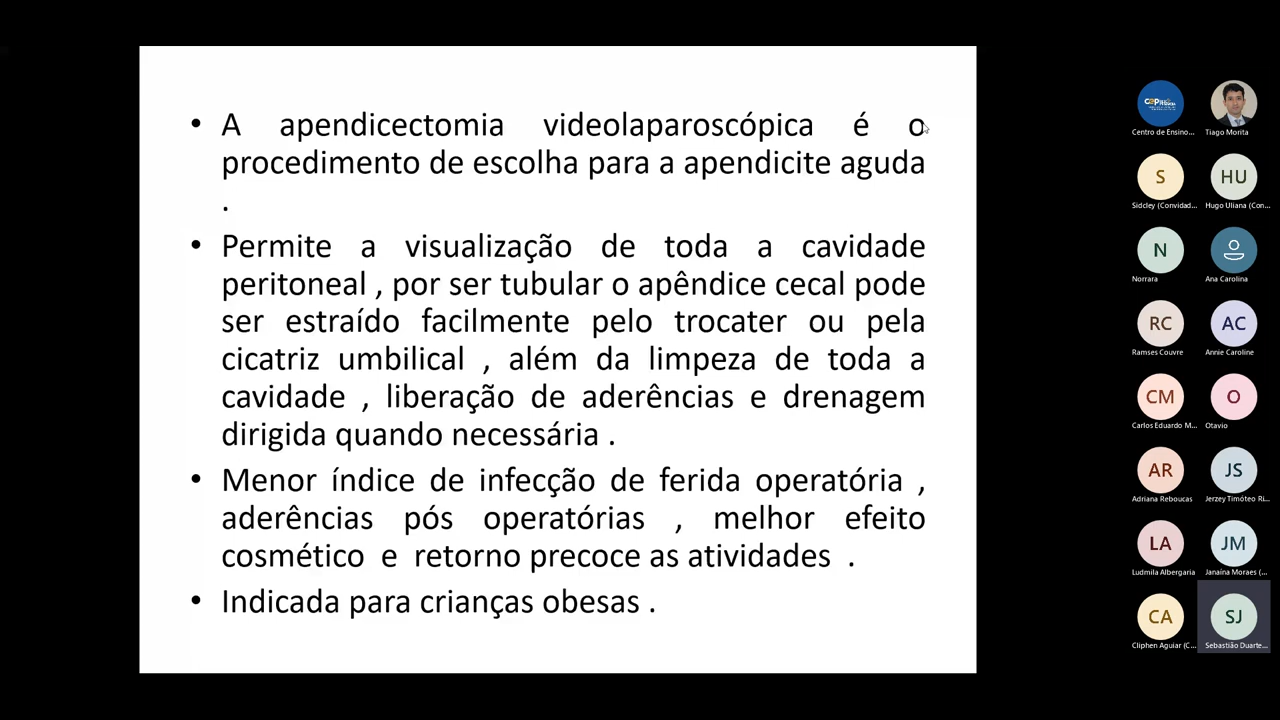 • A apendicectomia videolaparoscópica é o
procedimento de escolha para a apendicite aguda
.
• Permite a visualização de toda a cavidade
peritoneal , por ser tubular o apêndice cecal pode
ser estraído facilmente pelo trocater ou pela
cicatriz umbilical , além da limpeza de toda a
cavidade , liberação de aderências e drenagem
dirigida quando necessária .
• Menor índice de infecção de ferida operatória ,
aderências pós operatórias , melhor efeito
cosmético e retorno precoce as atividades .
• Indicada para crianças obesas .
Centro de Ensino...
Tiago Morita
S
HU
Sidcley (Convidad...
Hugo Uliana (Con...
N
Norrara
Ana Carolina
RC
AC
Ramses Couvre
Annie Caroline
CM
O
Carlos Eduardo M...
Otavio
AR
JS
Adriana Reboucas
Jerzey Timóteo Ri...
LA
JM
Ludmila Albergaria
Janaína Moraes (...
CA
SJ
Cliphen Aguiar (C...
Sebastião Duarte...